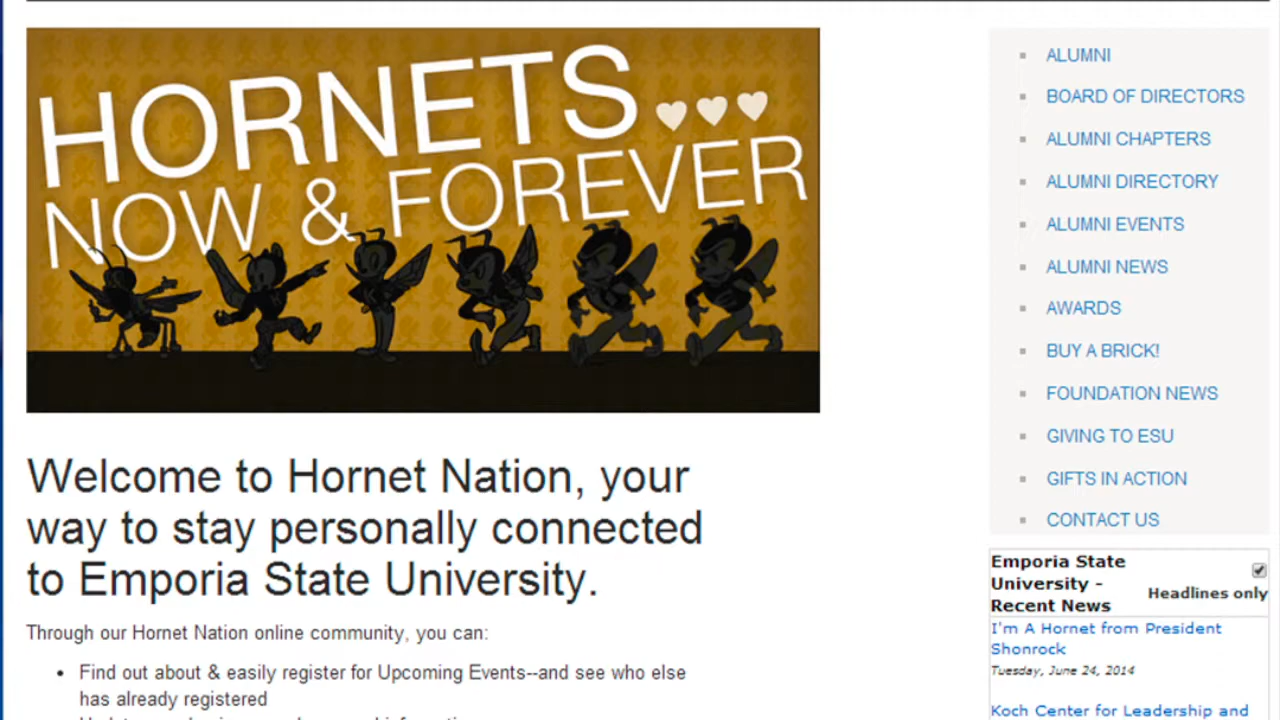 HORNETS
NOW & FOREVER
Welcome to Hornet Nation, your
way to stay personally connected
to Emporia State University.
Through our Hornet Nation online community, you can:
• Find out about & easily register for Upcoming Events--and see who else
has already registered
ALUMNI
BOARD OF DIRECTORS
ALUMNI CHAPTERS
ALUMNI DIRECTORY
ALUMNI EVENTS
ALUMNI NEWS
AWARDS
BUY A BRICK!
FOUNDATION NEWS
GIVING TO ESU
GIFTS IN ACTION
CONTACT US
Emporia State
University -
Recent News
Headlines only
I'm A Hornet from President
Shonrock
Tuesday, June 24, 2014
Koch Center for Leadership and